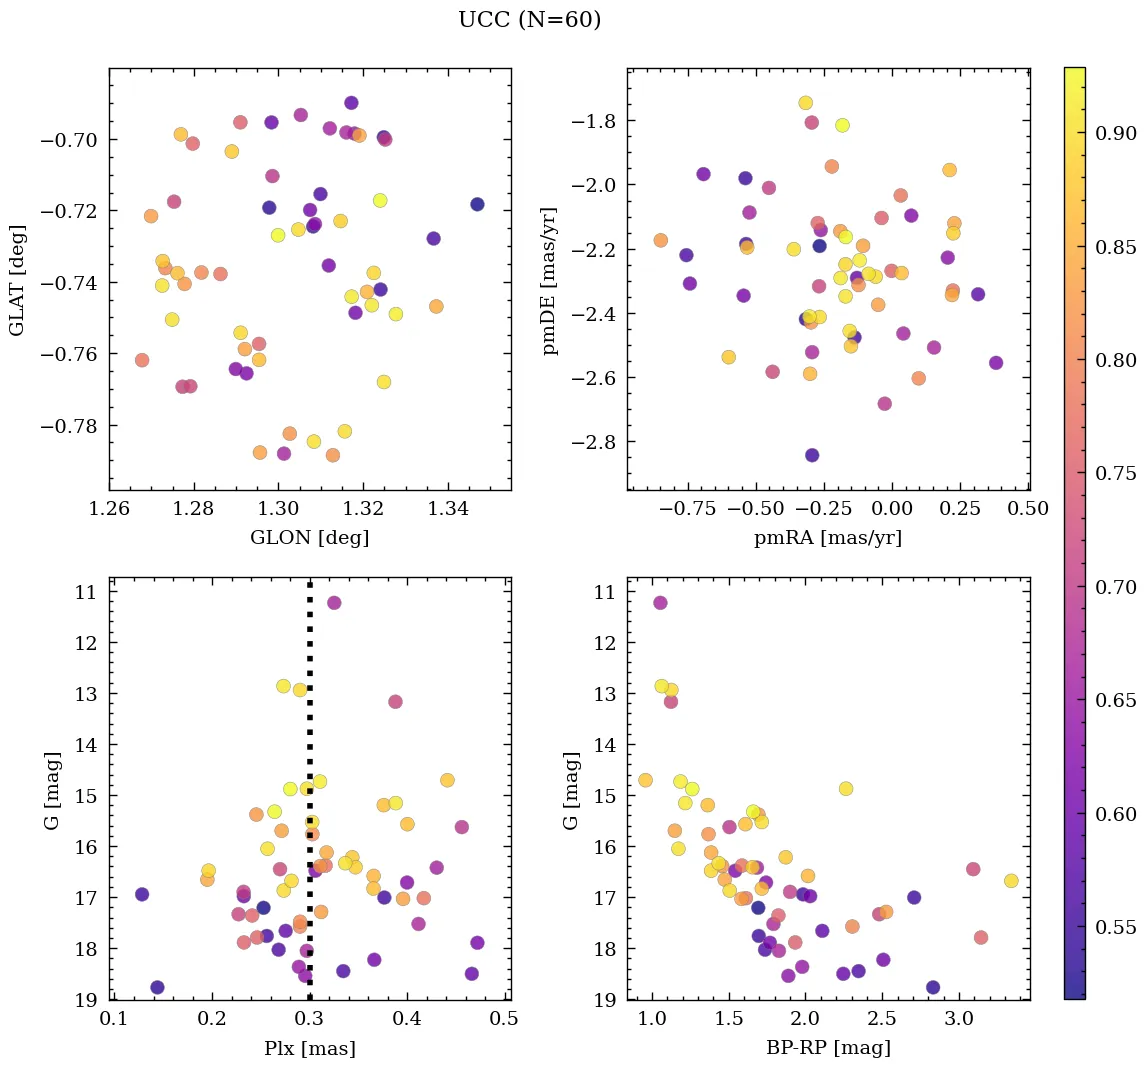 UCC (N=60)
−0.70
−0.72
−0.74
−0.76
−0.78
GLAT [deg]
1.26 1.28 1.30 1.32 1.34
GLON [deg]
−1.8
−2.0
−2.2
−2.4
−2.6
−2.8
pmDE [mas/yr]
−0.75 −0.50 −0.25 0.00 0.25 0.50
pmRA [mas/yr]
11
12
13
14
15
16
17
18
19
G [mag]
0.1 0.2 0.3 0.4 0.5
Plx [mas]
11
12
13
14
15
16
17
18
19
G [mag]
1.0 1.5 2.0 2.5 3.0
BP-RP [mag]
0.90
0.85
0.80
0.75
0.70
0.65
0.60
0.55